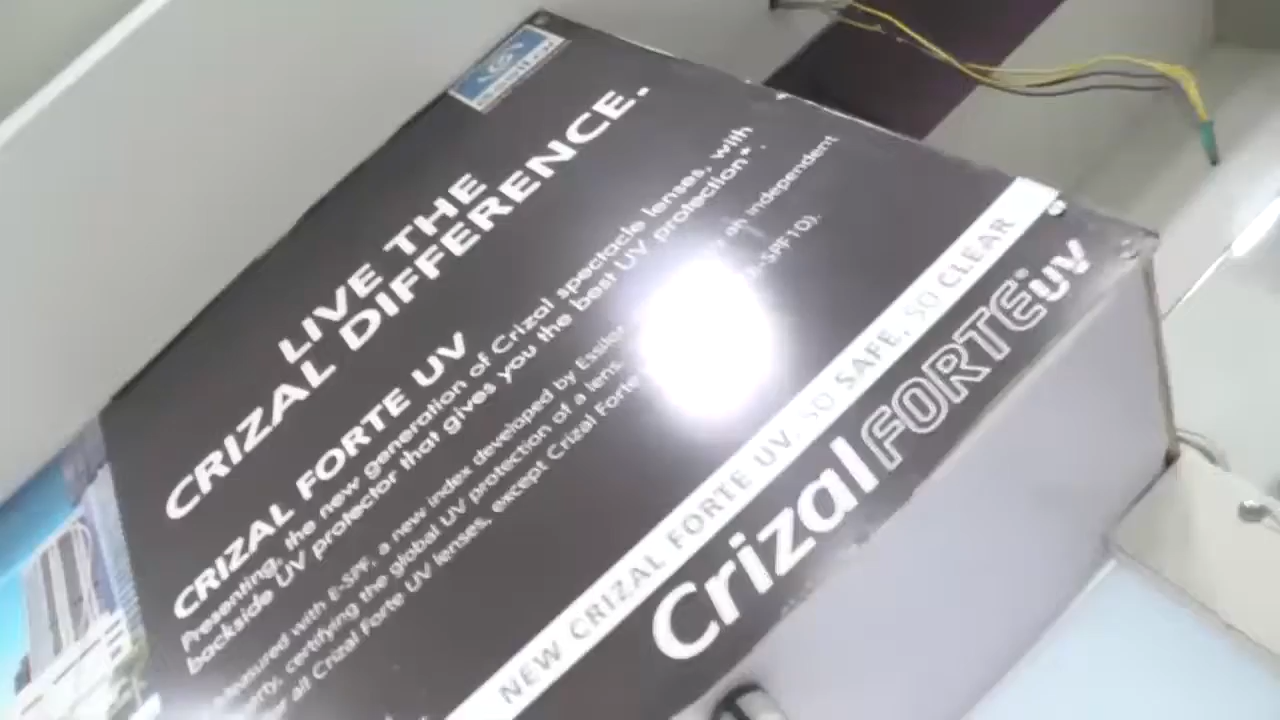 LIVE THE
CRIZAL DIFFERENCE.
CRIZAL FORTE UV
Presenting, the new generation of Crizal spectacle lenses, with
backside UV protector that gives you the best UV protection*.
measured with E-SPF, a new index developed by Essilor an independent
certifying the global UV protection of a lens
all Crizal Forte UV lenses, except Crizal Forte
NEW CRIZAL FORTE UV. SO SAFE, SO CLEAR
Crizal FORTE UV